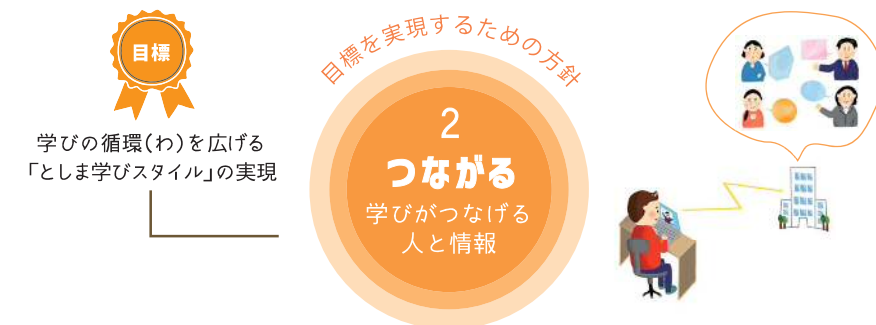 目標
学びの循環(わ)を広げる
「としま学びスタイル」の実現
目標を実現するための方針
2
つながる
学びがつなげる
人と情報